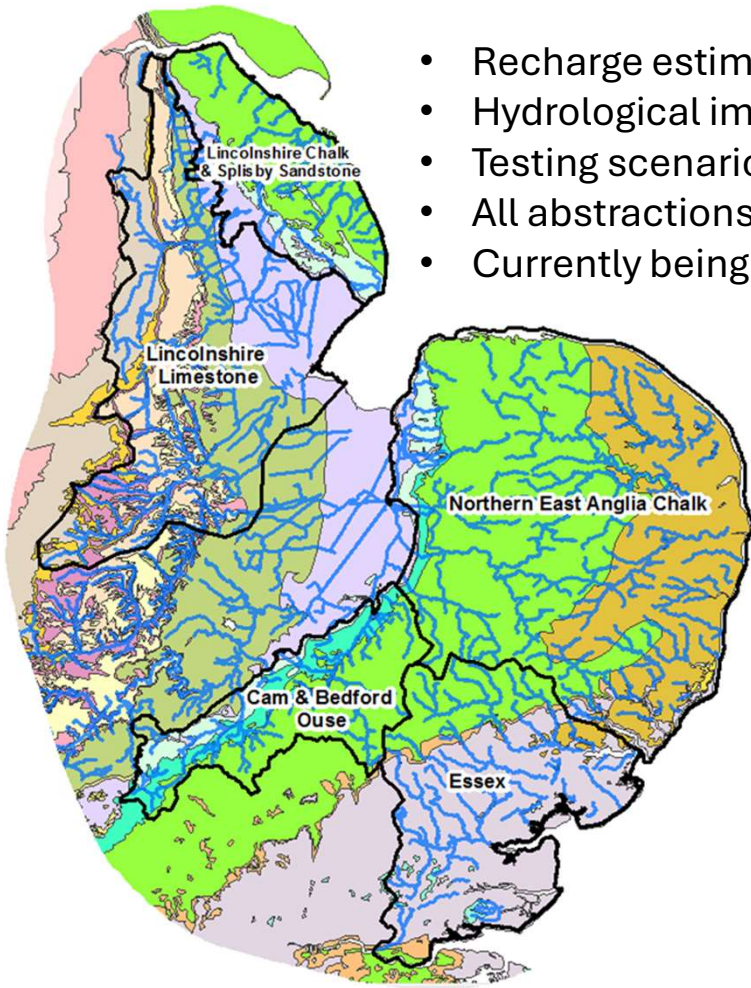 • Recharge estim
• Hydrological im
• Testing scenario
• All abstractions
• Currently being
Lincolnshire Chalk
& Splisby Sandstone
Lincolnshire
Limestone
Northern East Anglia Chalk
Cam & Bedford
Ouse
Essex